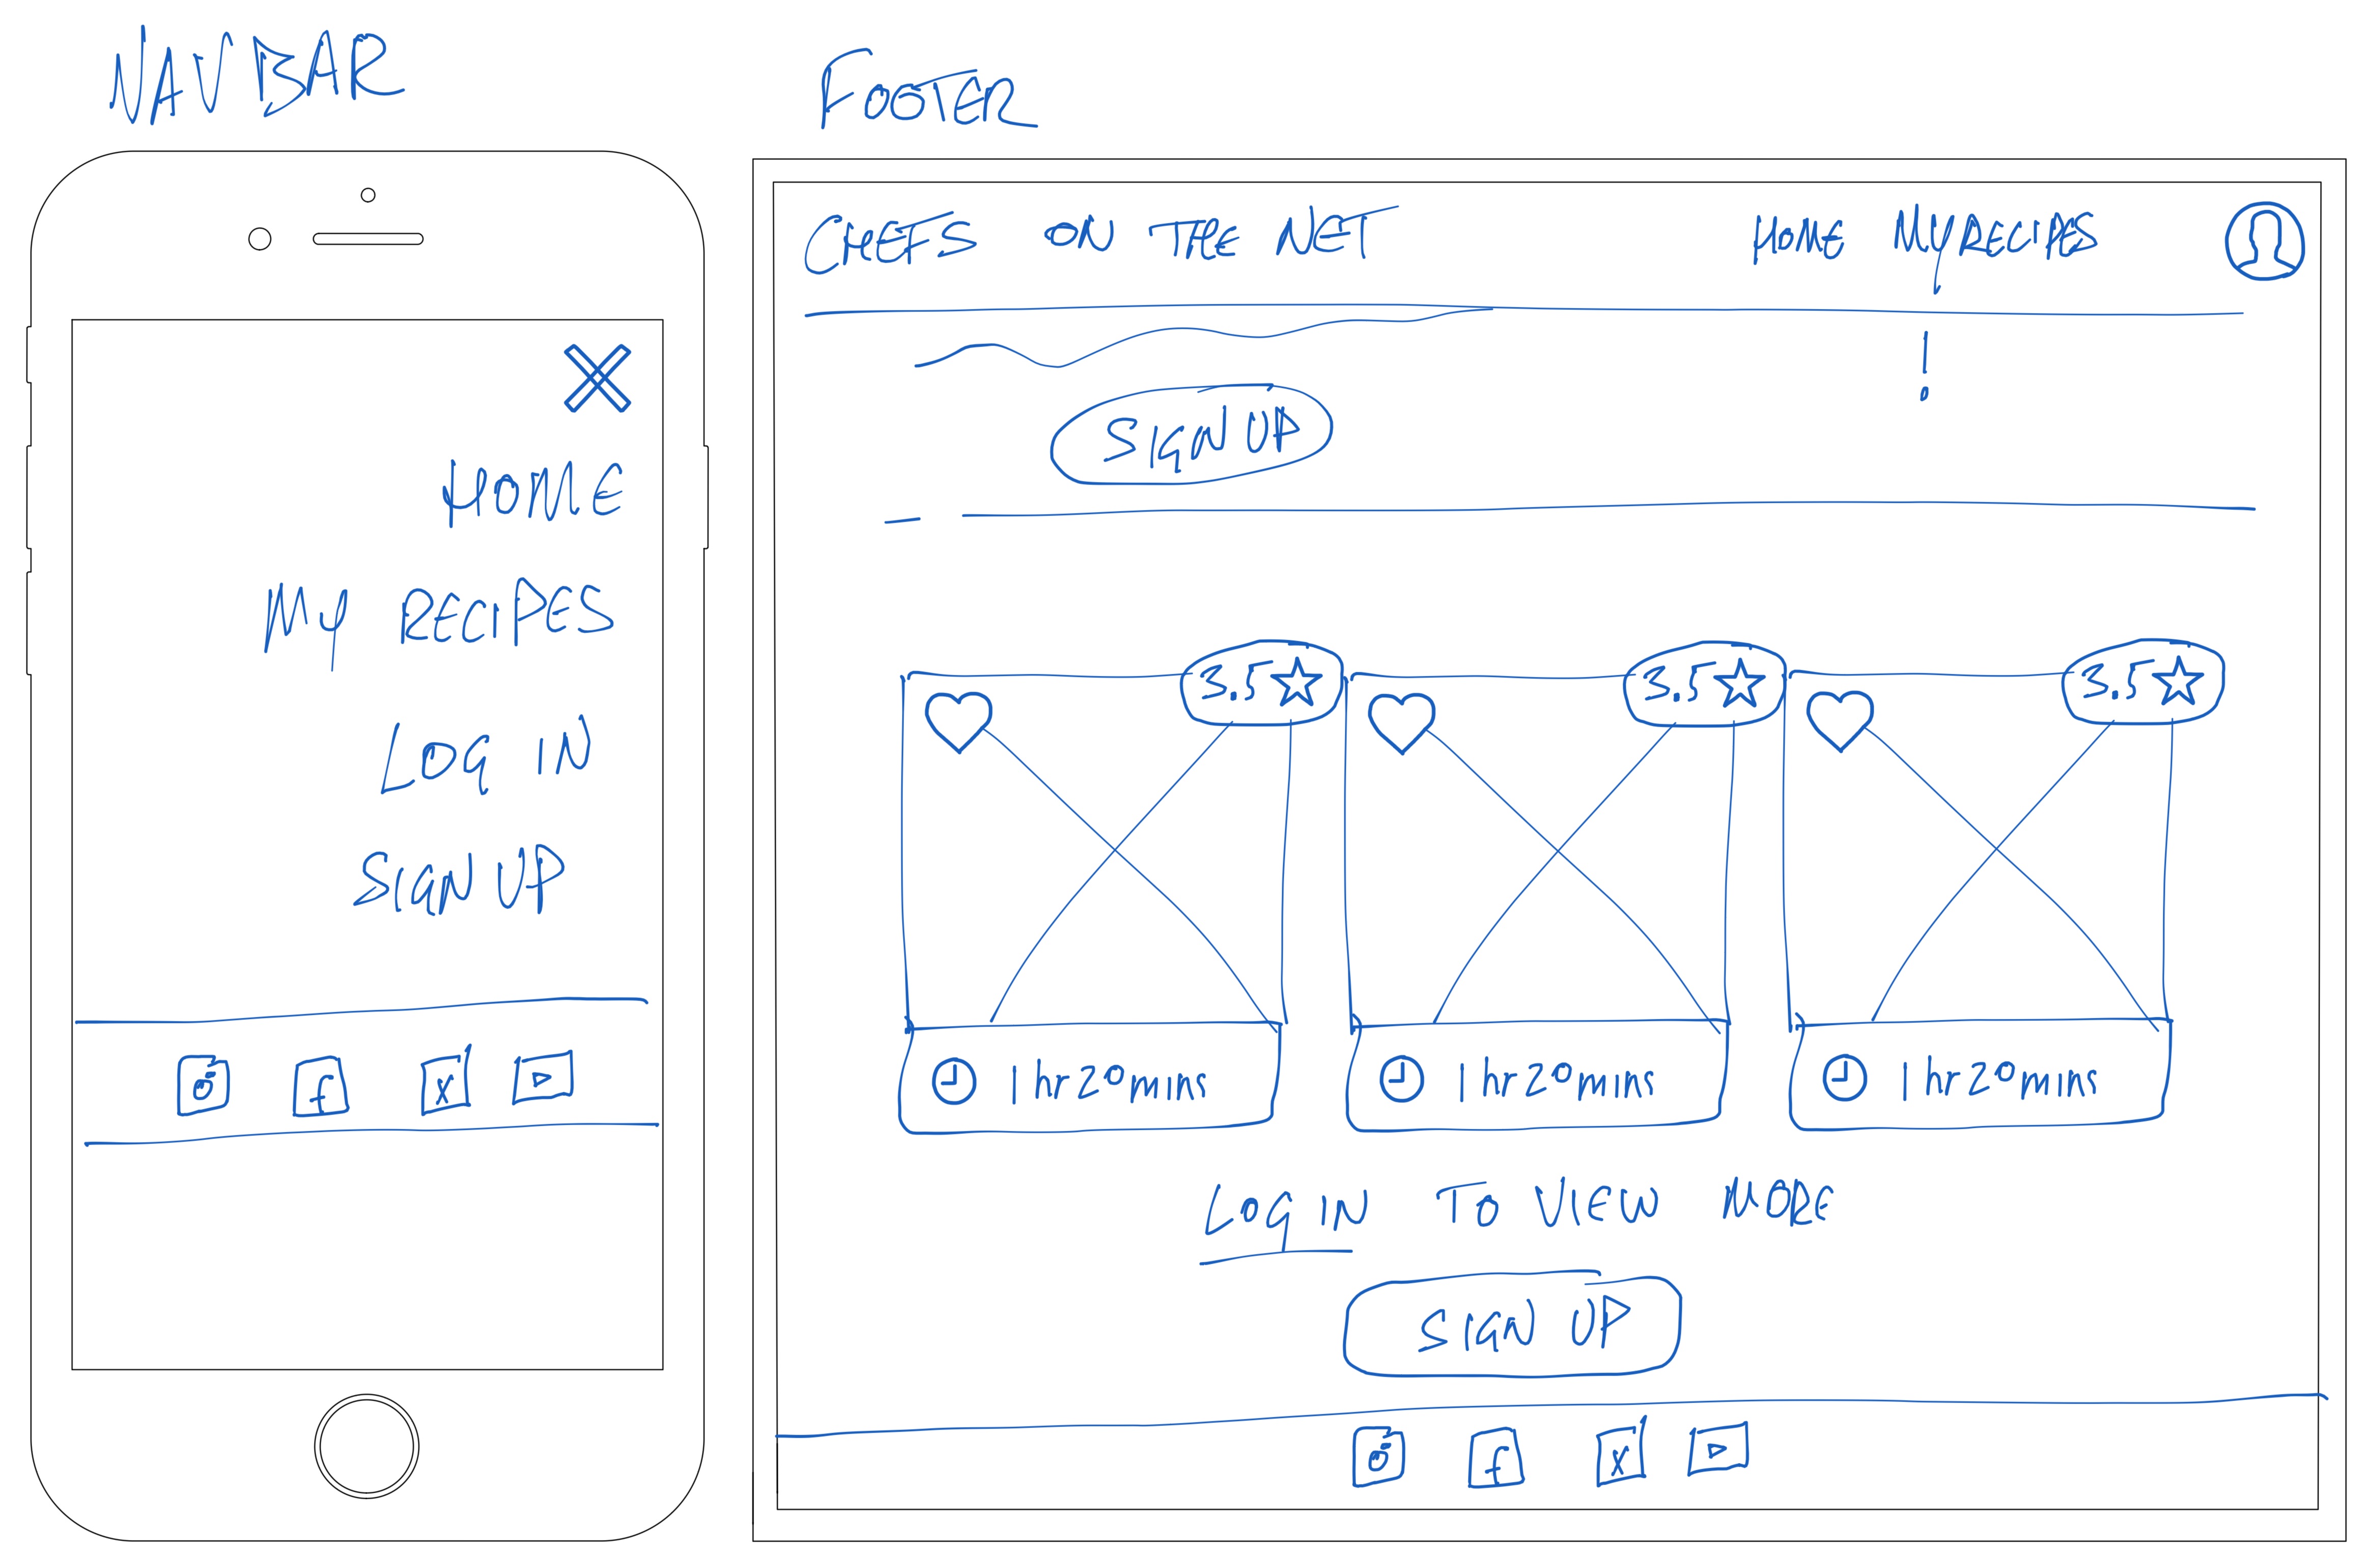 NAV BAR
HOME
MY RECIPES
LOG IN
SIGN UP
f X
FOOTER
CHEFS ON THE NET HOME MY RECIPES
!
SIGN UP
3.5 3.5 3.5
1 hr 20 mins 1 hr 20 mins 1 hr 20 mins
LOG IN TO VIEW MORE
SIGN UP
f X